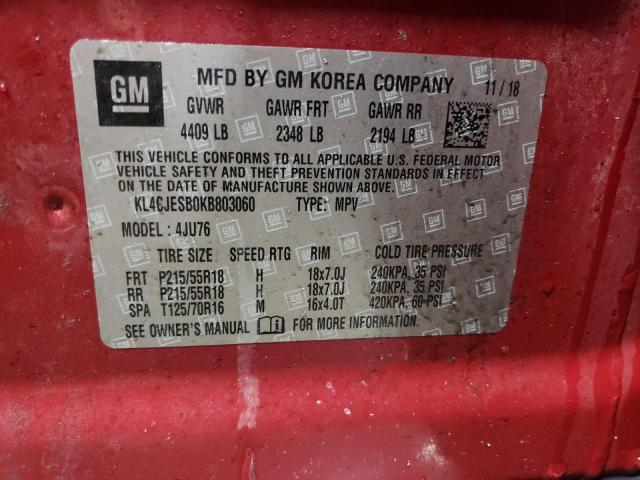 GM
MFD BY GM KOREA COMPANY 11/18
GVWR GAWR FRT GAWR RR
4409 LB 2348 LB 2194 LB
THIS VEHICLE CONFORMS TO ALL APPLICABLE U.S. FEDERAL MOTOR
VEHICLE SAFETY AND THEFT PREVENTION STANDARDS IN EFFECT
ON THE DATE OF MANUFACTURE SHOWN ABOVE.
KL4CJESB0KB803060 TYPE: MPV
MODEL : 4JU76
TIRE SIZE SPEED RTG RIM COLD TIRE PRESSURE
FRT P215/55R18 H 18x7.0J 240KPA, 35 PSI
RR P215/55R18 H 18x7.0J 240KPA, 35 PSI
SPA T125/70R16 M 16x4.0T 420KPA, 60 PSI
SEE OWNER'S MANUAL FOR MORE INFORMATION.